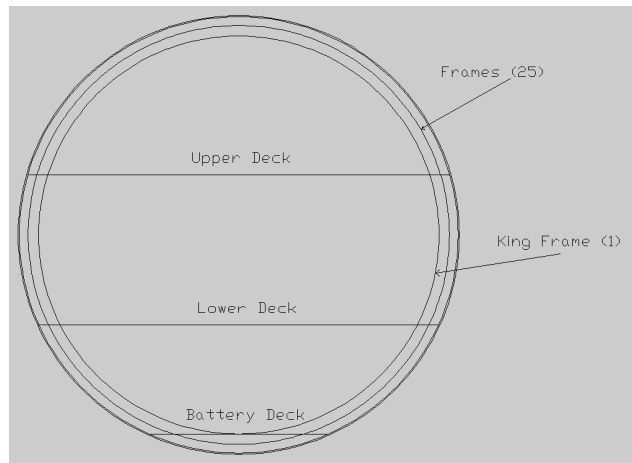 Frames (25)
Upper Deck
King Frame (1)
Lower Deck
Battery Deck